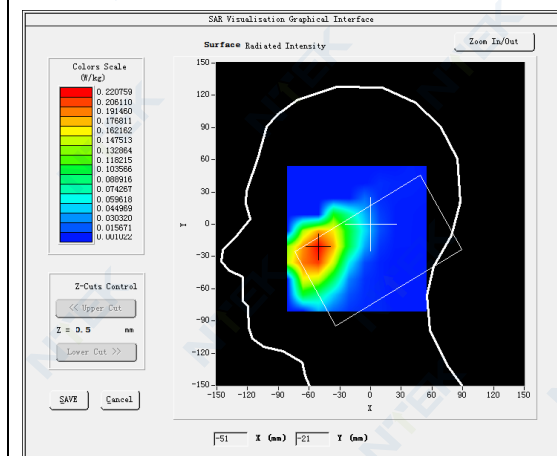 SAR Visualisation Graphical Interface
Surface Radiated Intensity
Zoom In/Out
Colors Scale
(W/kg)
0.220759
0.206110
0.191460
0.176811
0.162162
0.147513
0.132864
0.118215
0.103566
0.088916
0.074267
0.059618
0.044969
0.030320
0.015671
0.001022
Z-Cuts Control
<< Upper Cut
Z = 3.5 mm
Lower Cut >>
SAVE Cancel
150
120
90
60
30
0
-30
-60
-90
-120
-150
Y
-150 -120 -90 -60 -30 0 30 60 90 120 150
X
-51 X (mm) -21 Y (mm)
NTEK